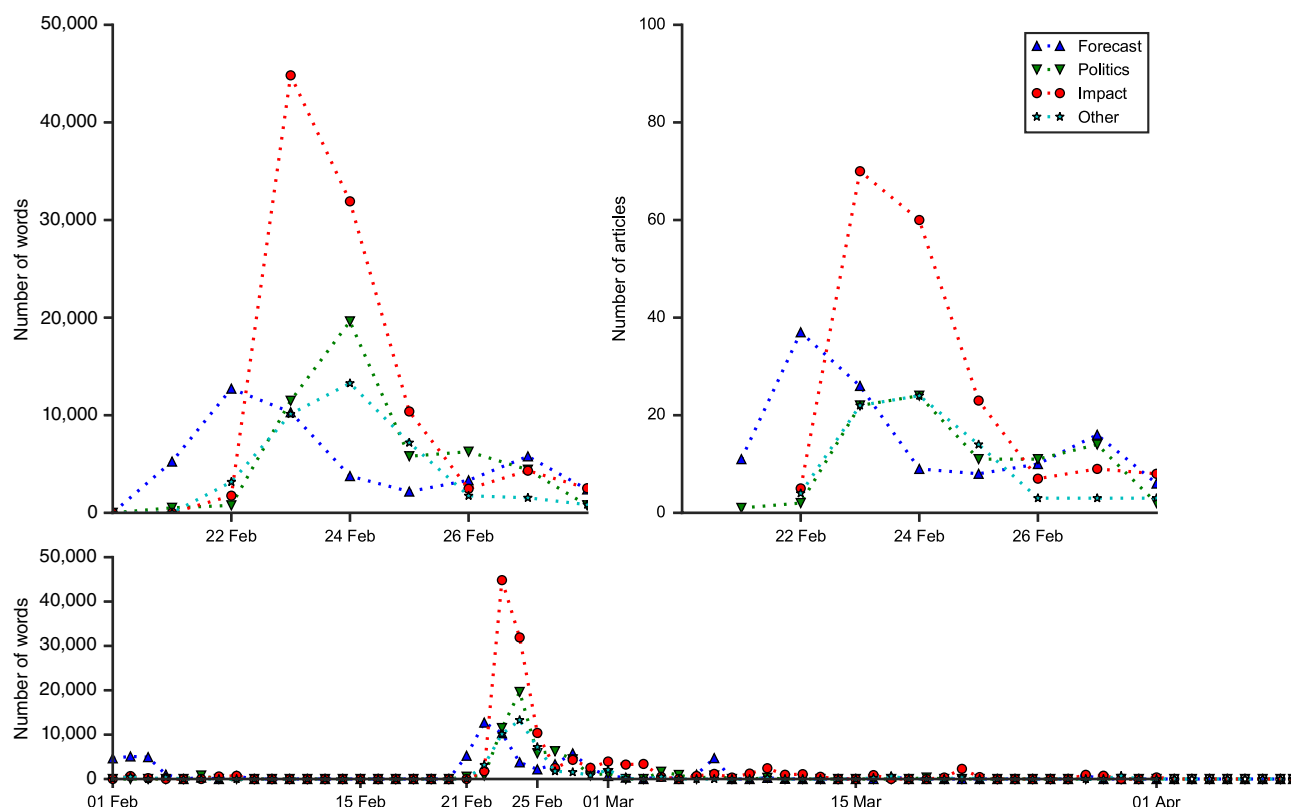 50,000
40,000
30,000
20,000
10,000
0
Number of words
22 Feb
24 Feb
26 Feb
100
80
60
40
20
0
Number of articles
22 Feb
24 Feb
26 Feb
Forecast
Politics
Impact
Other
50,000
40,000
30,000
20,000
10,000
0
Number of words
01 Feb
15 Feb
21 Feb
25 Feb
01 Mar
15 Mar
01 Apr